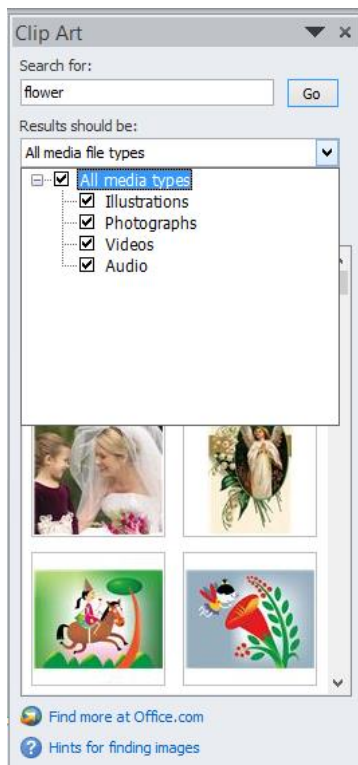 Clip Art
Search for:
flower
Go
Results should be:
All media file types
All media types
Illustrations
Photographs
Videos
Audio
Find more at Office.com
Hints for finding images